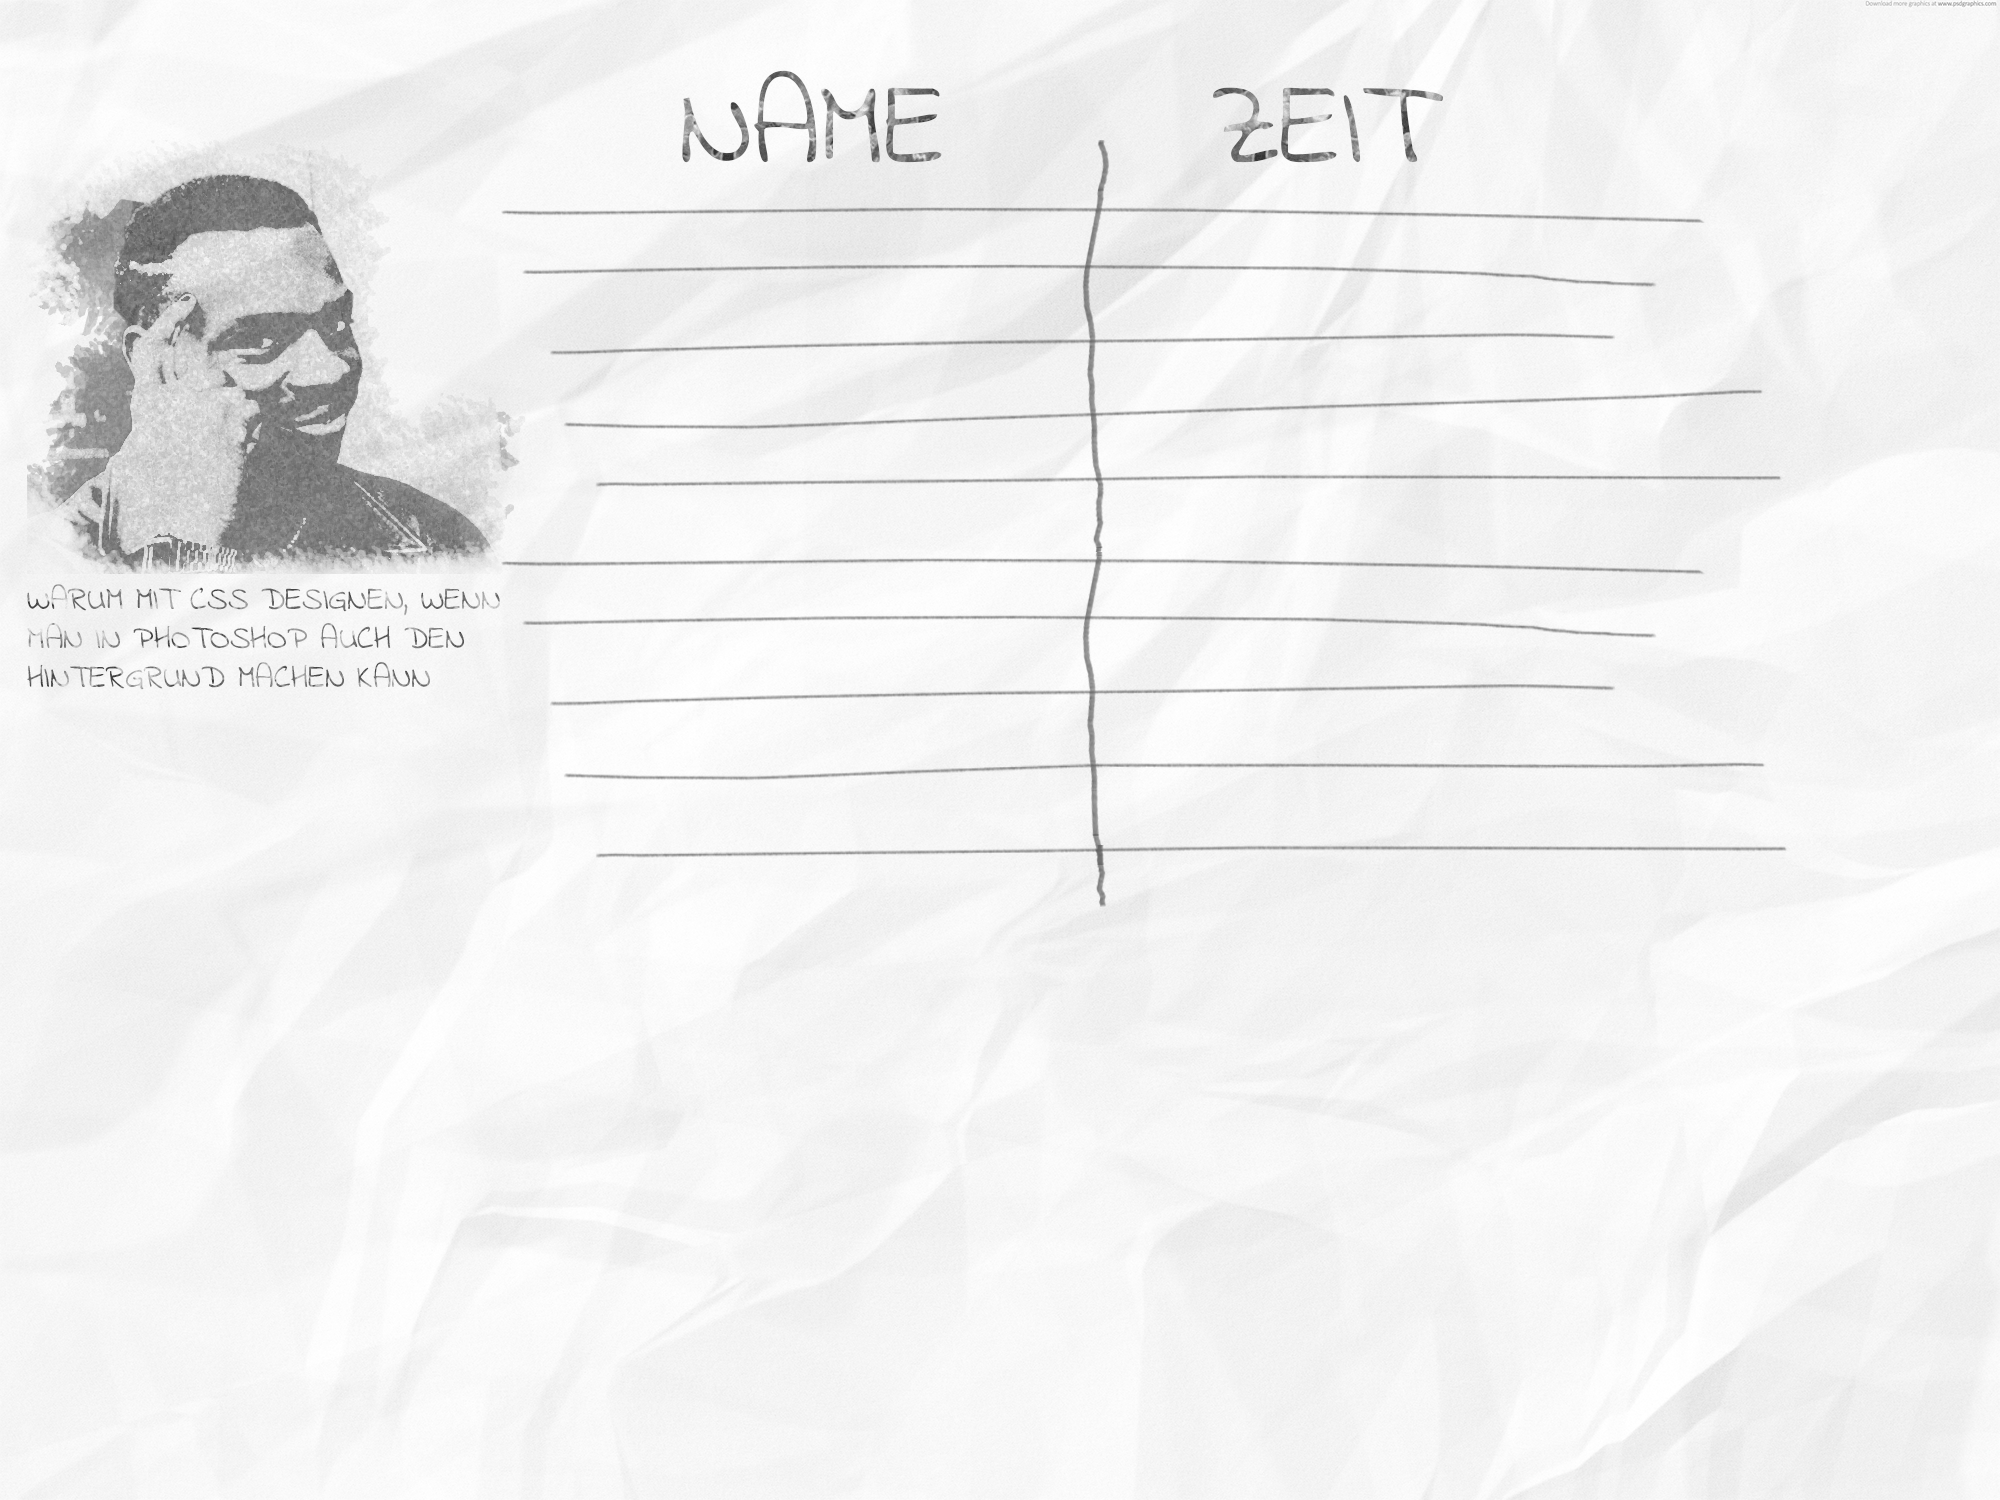 Download more graphics at www.psdgraphics.com
NAME ZEIT
WARUM MIT CSS DESIGNEN, WENN
MAN IN PHOTOSHOP AUCH DEN
HINTERGRUND MACHEN KANN